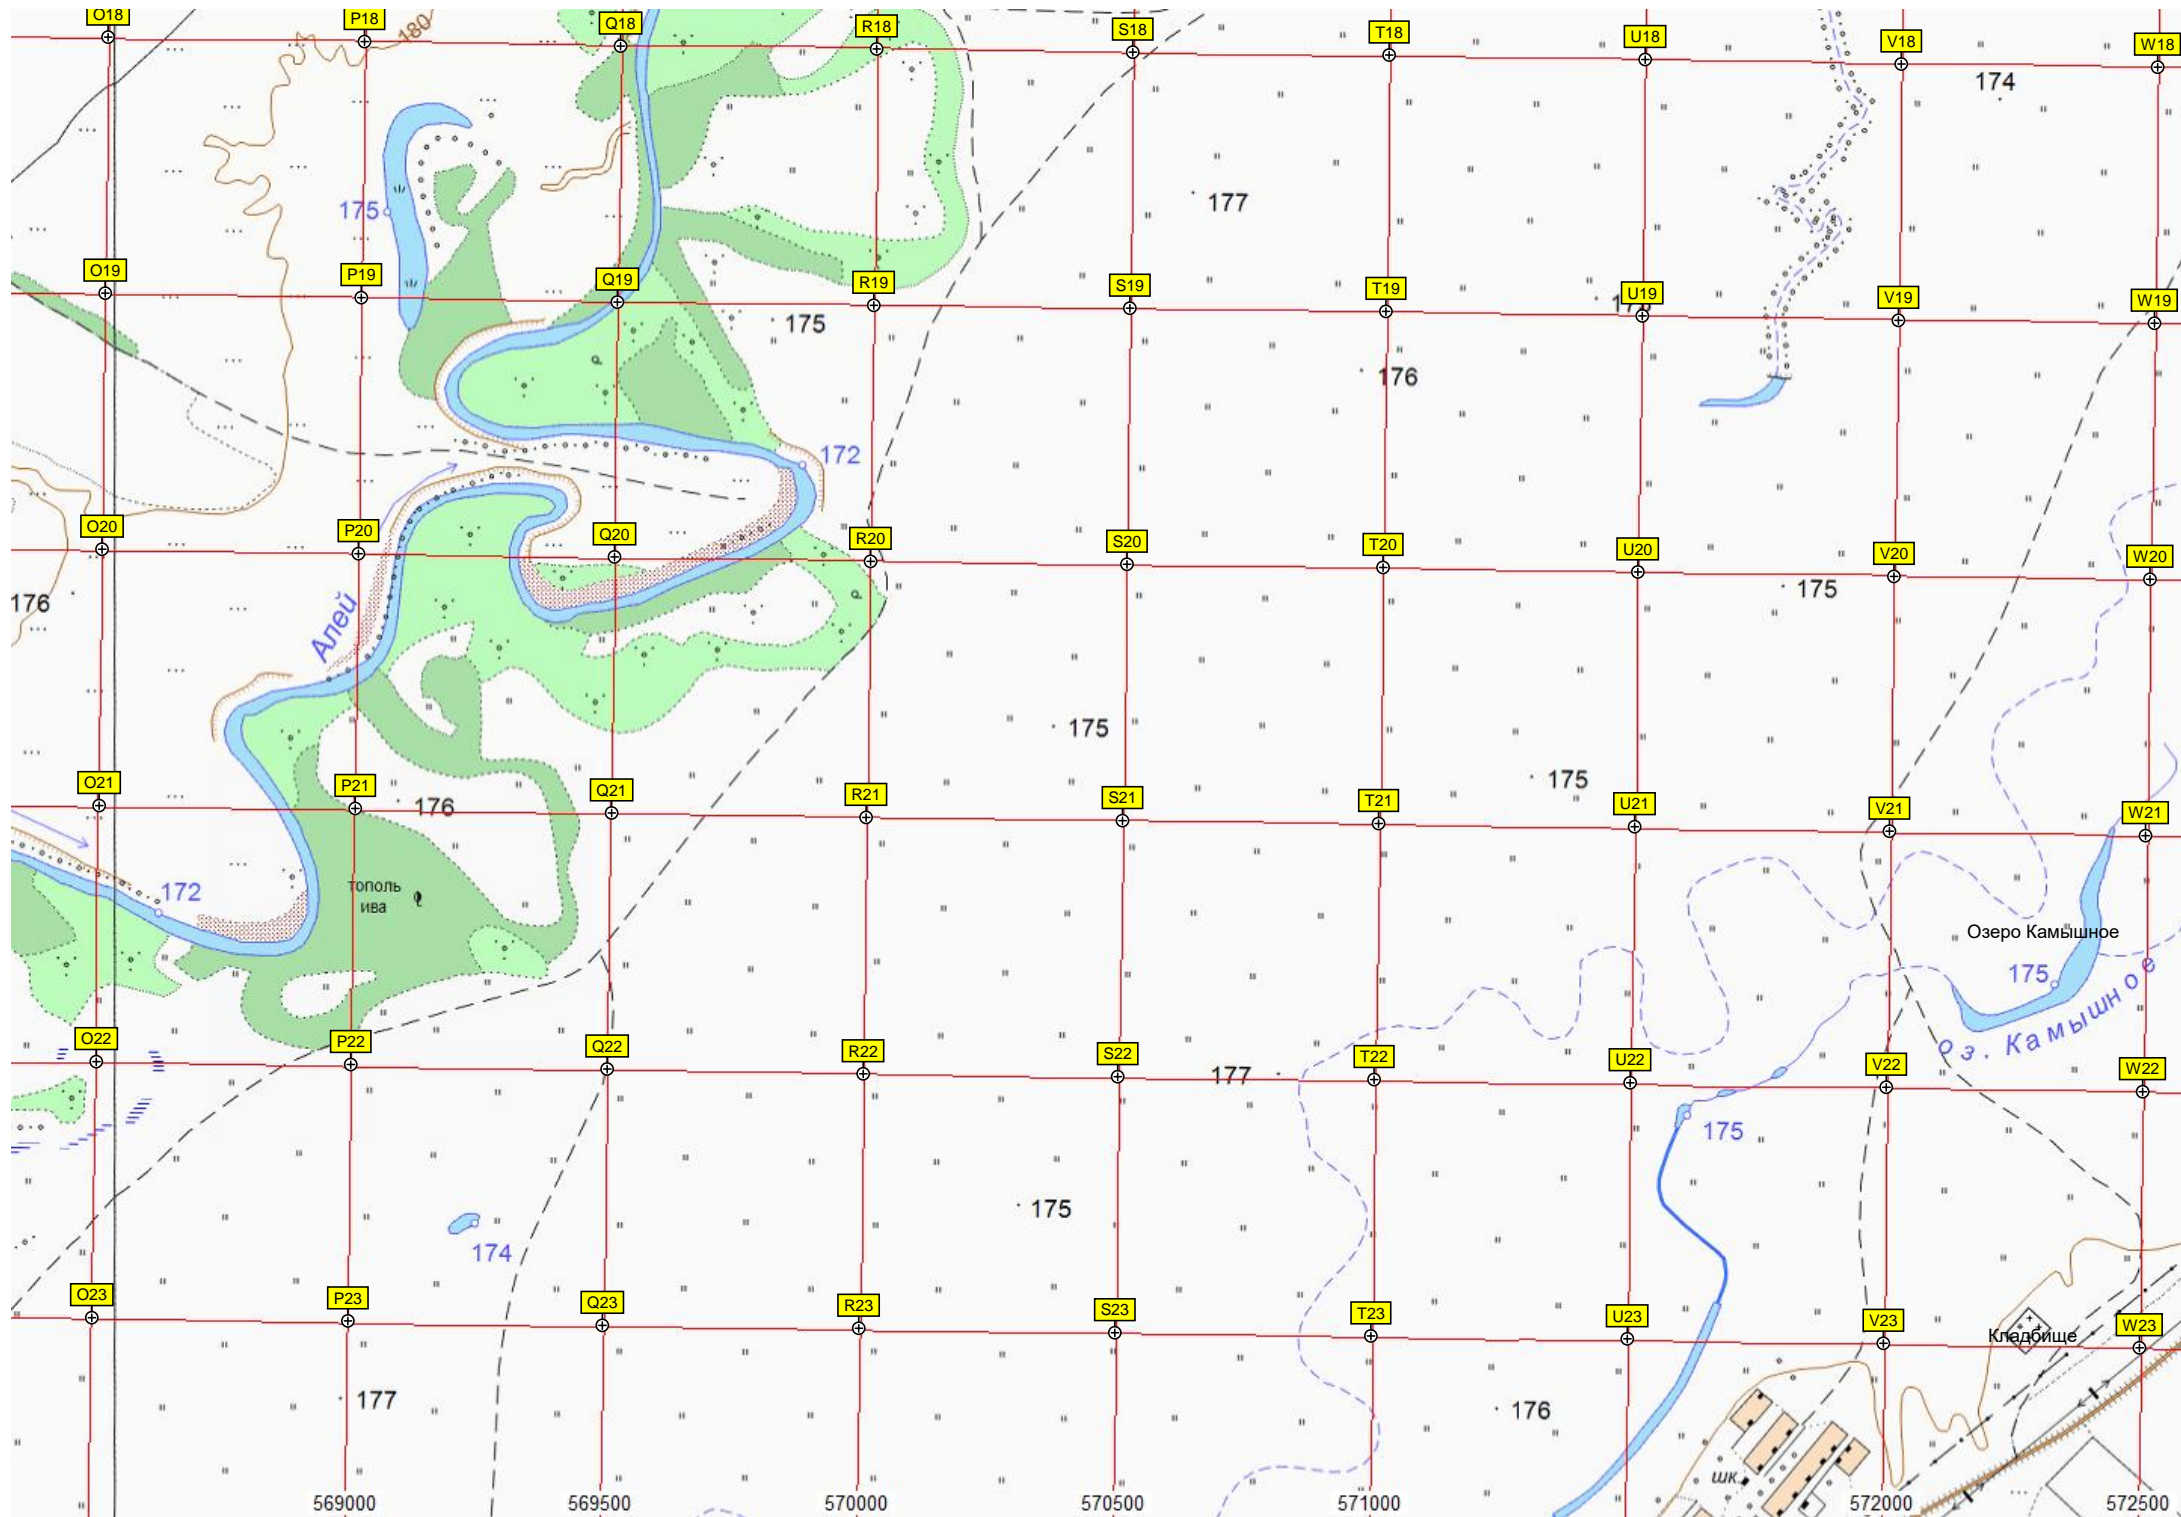 O18 P18 180 Q18 R18 S18 T18 U18 V18 W18
174
175 177
O19 P19 Q19 R19 S19 T19 U19 V19 W19
175
176
172
O20 P20 Q20 R20 S20 T20 U20 V20 W20
176 Алей 175
175
175
O21 P21 176 Q21 R21 S21 T21 U21 V21 W21
172 тополь
ива
Озеро Камышное
175
оз. Камышное
O22 P22 Q22 R22 S22 177 T22 U22 V22 W22
175
175
174
O23 P23 Q23 R23 S23 T23 U23 V23 Кладбище W23
177 176
шк.
569000 569500 570000 570500 571000 572000 572500